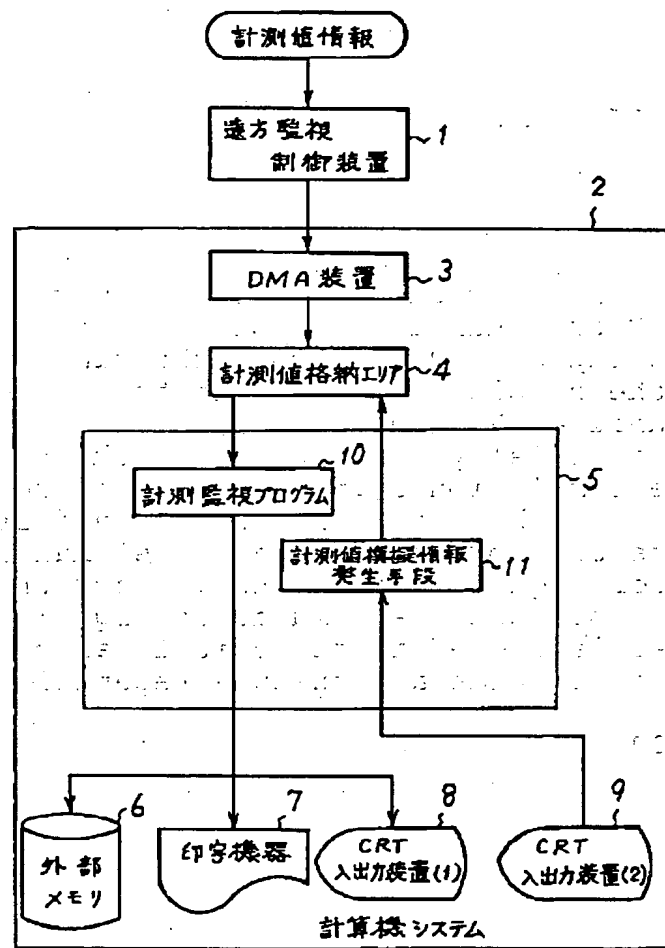 計測値情報
遠方監視
制御装置
1
2
DMA装置
3
計測値格納エリア
4
10
計測監視プログラム
5
計測値模擬情報
発生手段
11
6
外部
メモリ
7
印字機器
8
CRT
入出力装置(1)
9
CRT
入出力装置(2)
計算機システム